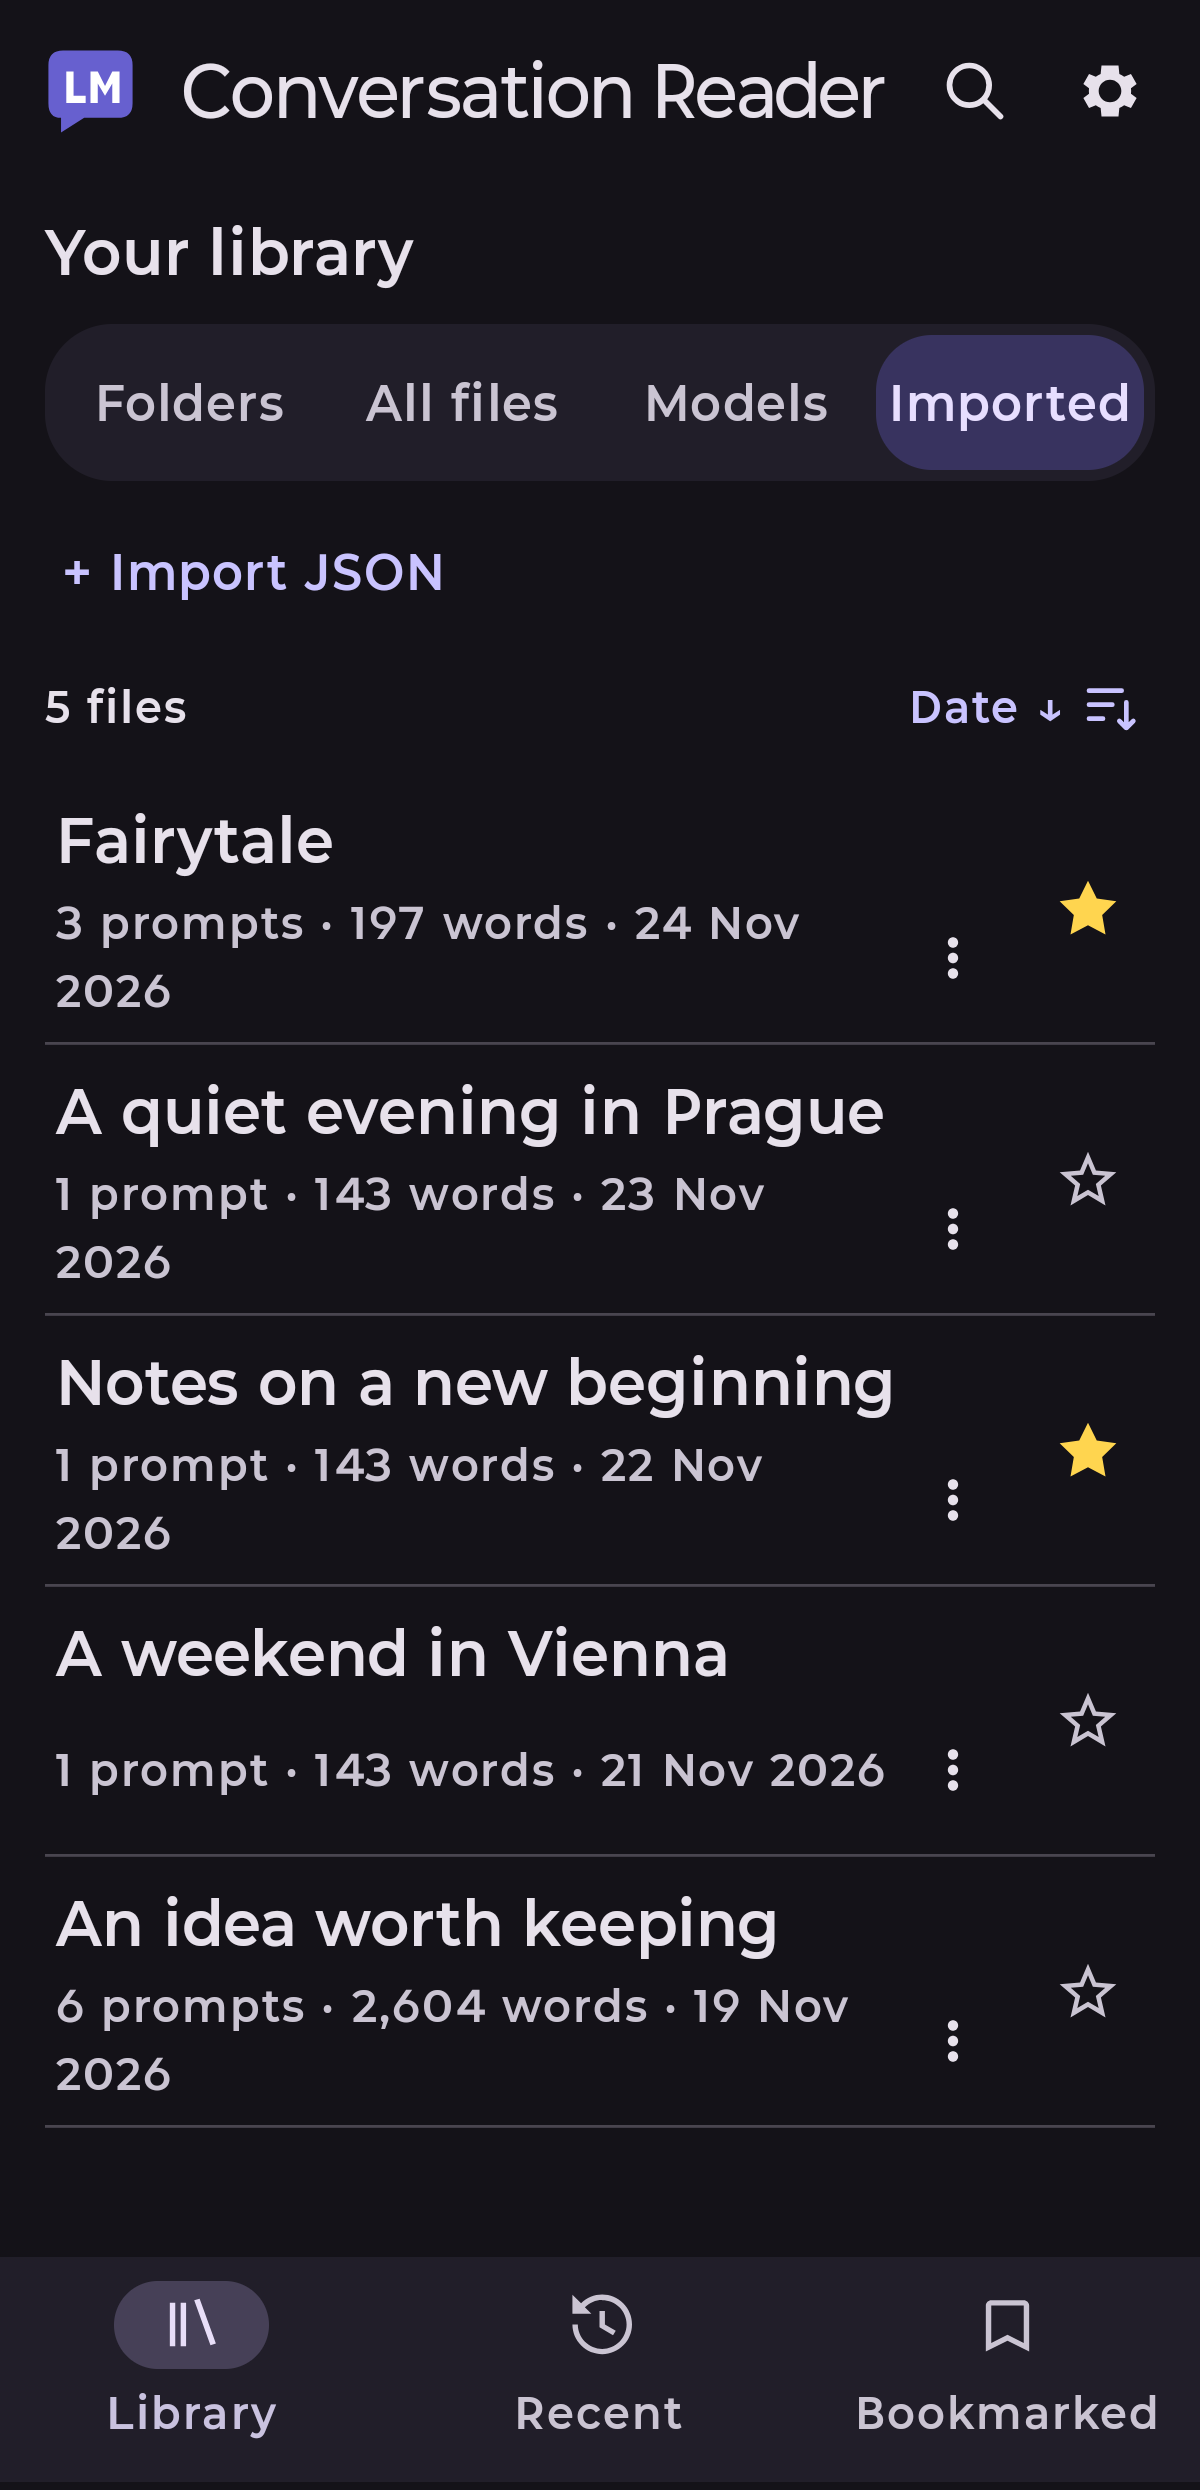 LM
Conversation Reader
Your library
Folders
All files
Models
Imported
+ Import JSON
5 files
Date ↓
Fairytale
3 prompts · 197 words · 24 Nov
2026
A quiet evening in Prague
1 prompt · 143 words · 23 Nov
2026
Notes on a new beginning
1 prompt · 143 words · 22 Nov
2026
A weekend in Vienna
1 prompt · 143 words · 21 Nov 2026
An idea worth keeping
6 prompts · 2,604 words · 19 Nov
2026
Library
Recent
Bookmarked